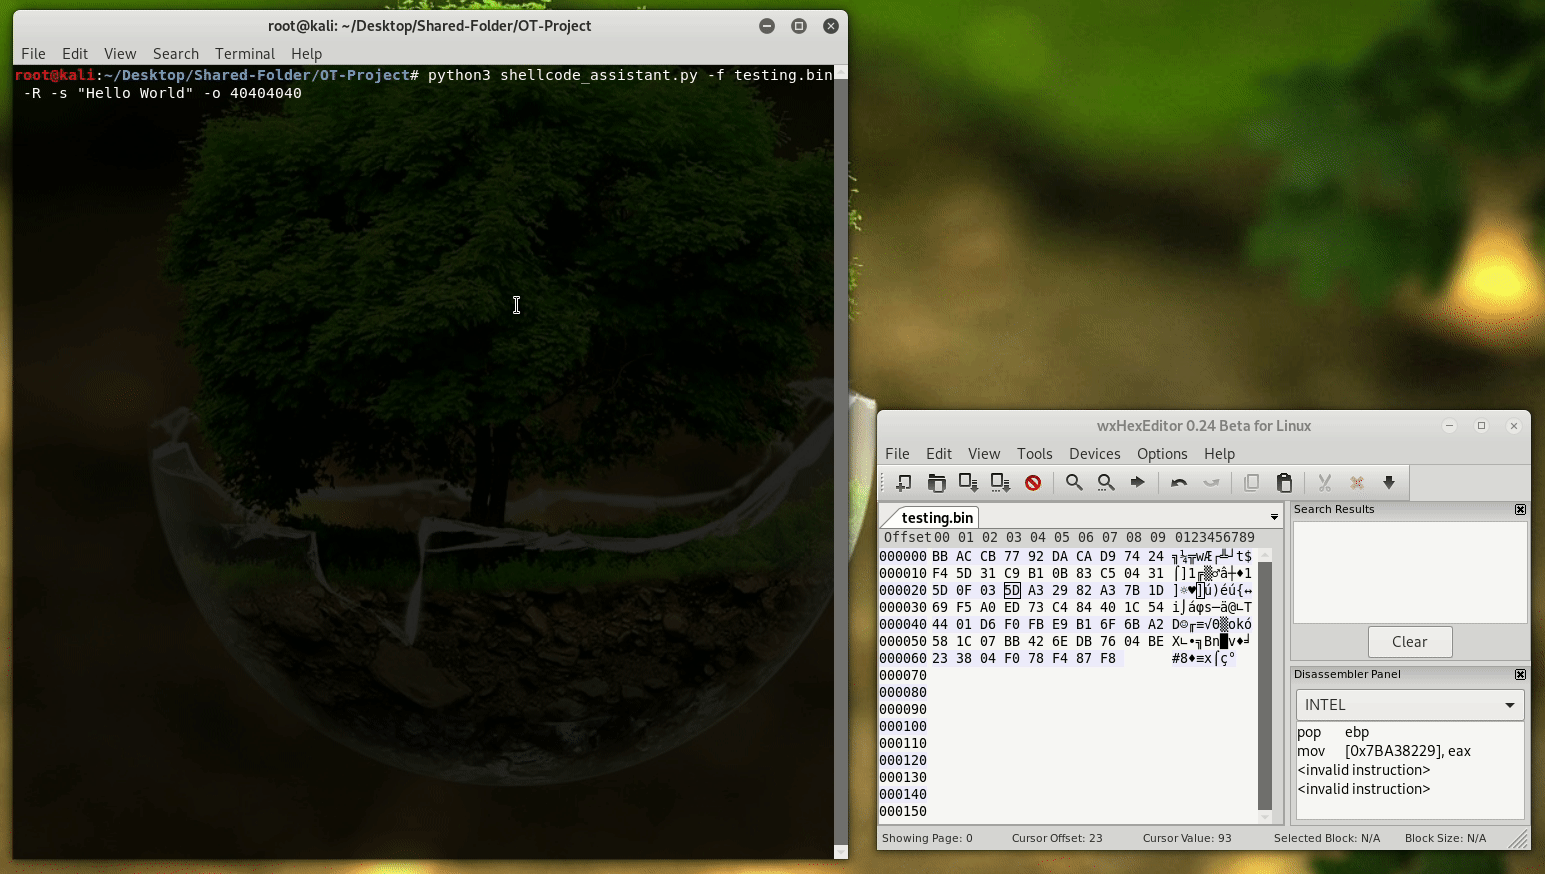 root@kali: ~/Desktop/Shared-Folder/OT-Project
File Edit View Search Terminal Help
root@kali:~/Desktop/Shared-Folder/OT-Project# python3 shellcode_assistant.py -f testing.bin
-R -s "Hello World" -o 40404040
wxHexEditor 0.24 Beta for Linux
File Edit View Tools Devices Options Help
testing.bin
Offset 00 01 02 03 04 05 06 07 08 09 0123456789
000000 BB AC CB 77 92 DA CA D9 74 24 ╗¼╦wÆ┌╩┘t$
000010 F4 5D 31 C9 B1 0B 83 C5 04 31 ⌠]1╔▒♂â┼♦1
000020 5D 0F 03 5D A3 29 82 A3 7B 1D ]☼♥]ú)éú{↔
000030 69 F5 A0 ED 73 C4 84 40 1C 54 i⌡áφs─ä@∟T
000040 44 01 D6 F0 FB E9 B1 6F 6B A2 D☺╓≡√Θ▒okó
000050 58 1C 07 BB 42 6E DB 76 04 BE X∟•╗Bn█v♦╛
000060 23 38 04 F0 78 F4 87 F8 #8♦≡x⌠ç°
000070
000080
000090
000100
000110
000120
000130
000140
000150
Search Results
Clear
Disassembler Panel
INTEL
pop ebp
mov [0x7BA38229], eax
<invalid instruction>
<invalid instruction>
Showing Page: 0 Cursor Offset: 23 Cursor Value: 93 Selected Block: N/A Block Size: N/A